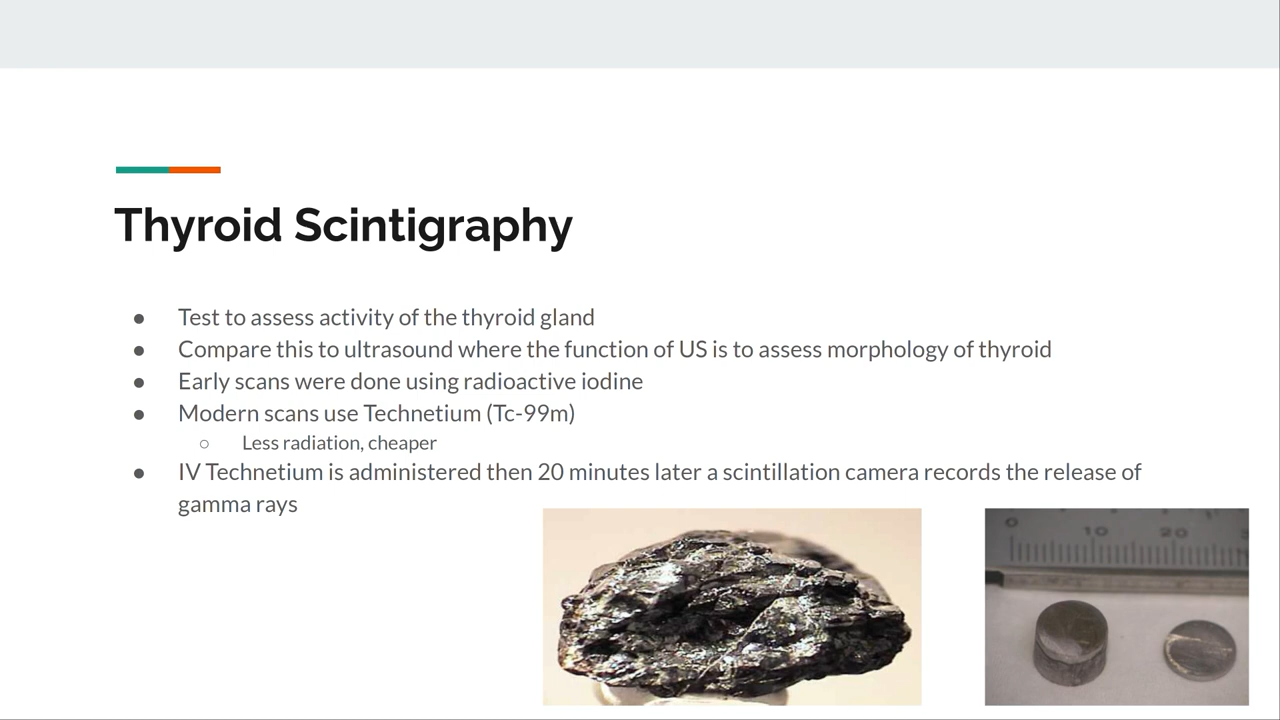 Thyroid Scintigraphy
● Test to assess activity of the thyroid gland
● Compare this to ultrasound where the function of US is to assess morphology of thyroid
● Early scans were done using radioactive iodine
● Modern scans use Technetium (Tc-99m)
○ Less radiation, cheaper
● IV Technetium is administered then 20 minutes later a scintillation camera records the release of
gamma rays
0 10 20